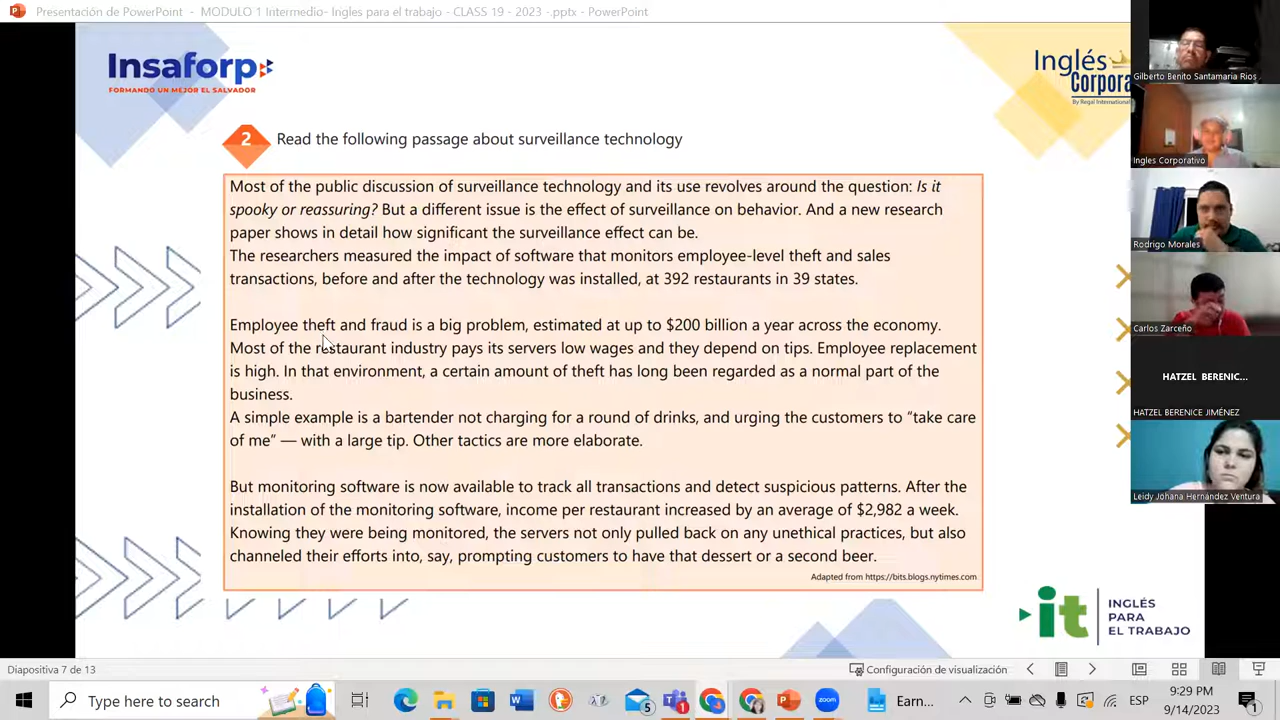 Presentación de PowerPoint - MODULO 1 Intermedio- Ingles para el trabajo - CLASS 19 - 2023 -.pptx - PowerPoint
Insaforp
FORMANDO UN MEJOR EL SALVADOR
Inglés
Corpora
By Regal International
2 Read the following passage about surveillance technology
Most of the public discussion of surveillance technology and its use revolves around the question: Is it
spooky or reassuring? But a different issue is the effect of surveillance on behavior. And a new research
paper shows in detail how significant the surveillance effect can be.
The researchers measured the impact of software that monitors employee-level theft and sales
transactions, before and after the technology was installed, at 392 restaurants in 39 states.
Employee theft and fraud is a big problem, estimated at up to $200 billion a year across the economy.
Most of the restaurant industry pays its servers low wages and they depend on tips. Employee replacement
is high. In that environment, a certain amount of theft has long been regarded as a normal part of the
business.
A simple example is a bartender not charging for a round of drinks, and urging the customers to “take care
of me” — with a large tip. Other tactics are more elaborate.
But monitoring software is now available to track all transactions and detect suspicious patterns. After the
installation of the monitoring software, income per restaurant increased by an average of $2,982 a week.
Knowing they were being monitored, the servers not only pulled back on any unethical practices, but also
channeled their efforts into, say, prompting customers to have that dessert or a second beer.
Adapted from https://bits.blogs.nytimes.com
it
INGLÉS
PARA
EL TRABAJO
Gilberto Benito Santamaria Rios
Ingles Corporativo
Rodrigo Morales
Carlos Zarceño
HATZEL BERENIC...
HATZEL BERENICE JIMÉNEZ
Leidy Johana Hernández Ventura
Diapositiva 7 de 13
Configuración de visualización
Type here to search
5
1
zoom
Earn...
ESP
9:29 PM
9/14/2023
1